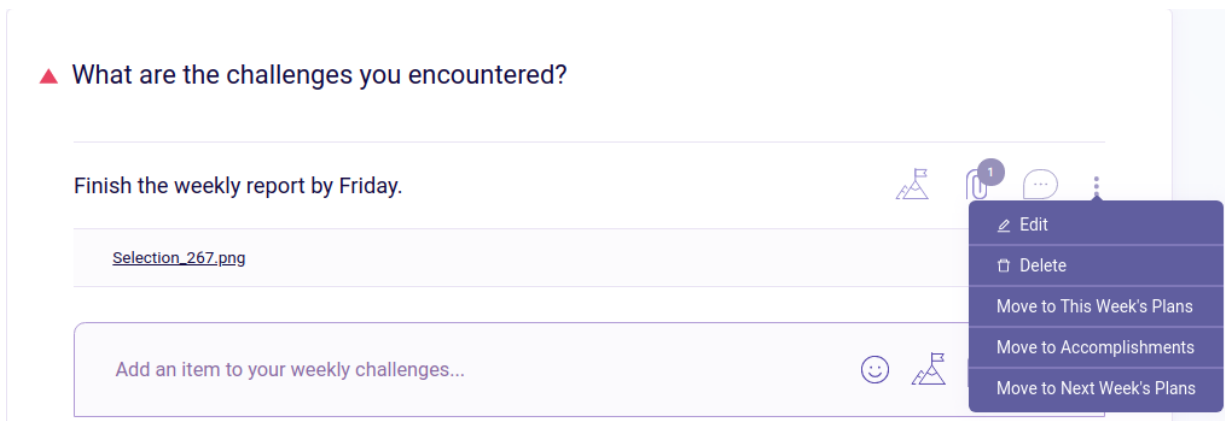 What are the challenges you encountered?
Finish the weekly report by Friday.
1
Edit
Selection_267.png
Delete
Move to This Week's Plans
Move to Accomplishments
Add an item to your weekly challenges...
Move to Next Week's Plans